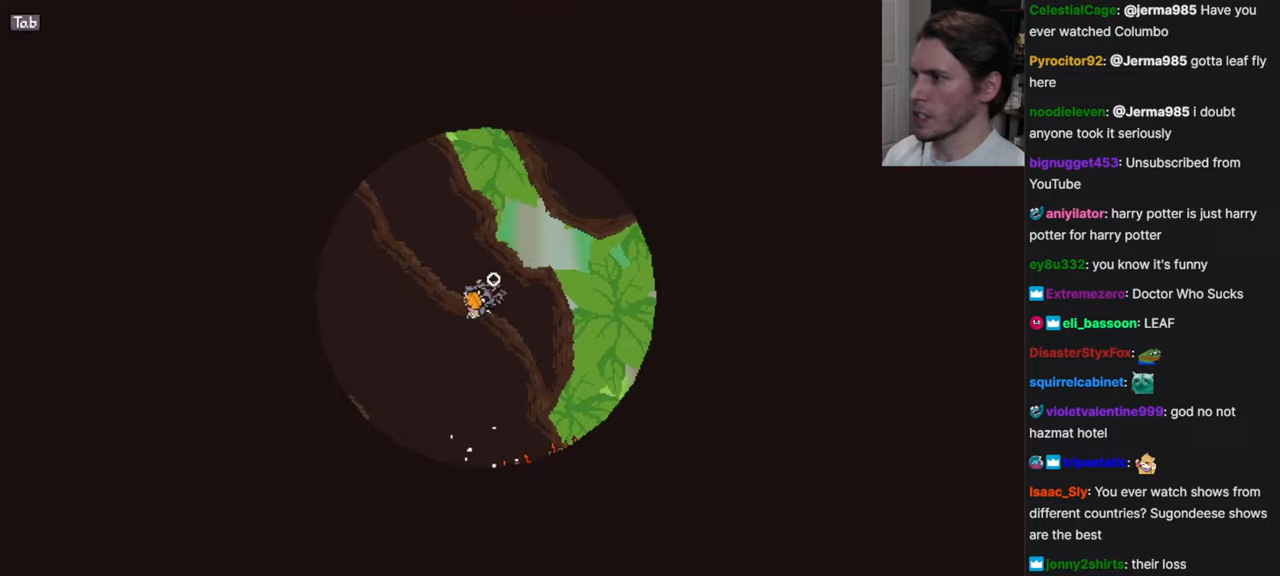 Tab
CelestialCage: @jerma985 Have you
ever watched Columbo
Pyrocitor92: @Jerma985 gotta leaf fly
here
noodieleven: @Jerma985 i doubt
anyone took it seriously
bignugget453: Unsubscribed from
YouTube
aniyilator: harry potter is just harry
potter for harry potter
ey8u332: you know it's funny
Extremezero: Doctor Who Sucks
eli_bassoon: LEAF
DisasterStyxFox:
squirrelcabinet:
violetvalentine999: god no not
hazmat hotel
tripastatic:
Isaac_Sly: You ever watch shows from
different countries? Sugondeese shows
are the best
jonny2shirts: their loss